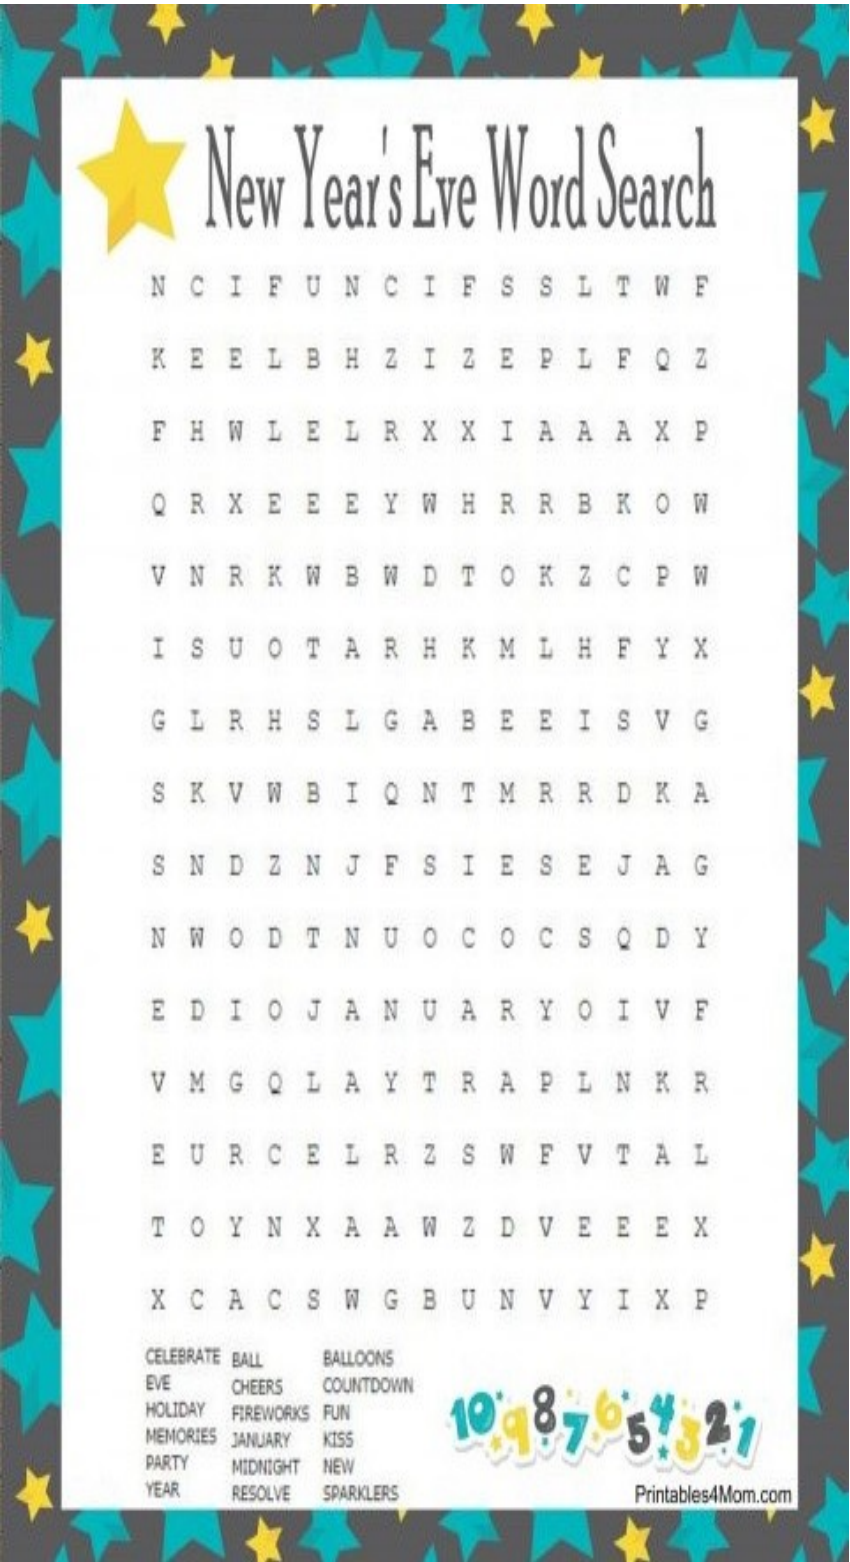 New Year's Eve Word Search
N C I F U N C I F S S L T W F
K E E L B H Z I Z E P L F Q Z
F H W L E L R X X I A A A X P
Q R X E E E Y W H R R B K O W
V N R K W B W D T O K Z C P W
I S U O T A R H K M L H F Y X
G L R H S L G A B E E I S V G
S K V W B I Q N T M R R D K A
S N D Z N J F S I E S E J A G
N W O D T N U O C O C S Q D Y
E D I O J A N U A R Y O I V F
V M G Q L A Y T R A P L N K R
E U R C E L R Z S W F V T A L
T O Y N X A A W Z D V E E E X
X C A C S W G B U N V Y I X P
CELEBRATE BALL BALLOONS
EVE CHEERS COUNTDOWN
HOLIDAY FIREWORKS FUN
MEMORIES JANUARY KISS
PARTY MIDNIGHT NEW
YEAR RESOLVE SPARKLERS
10 9 8 7 6 5 4 3 2 1
Printables4Mom.com